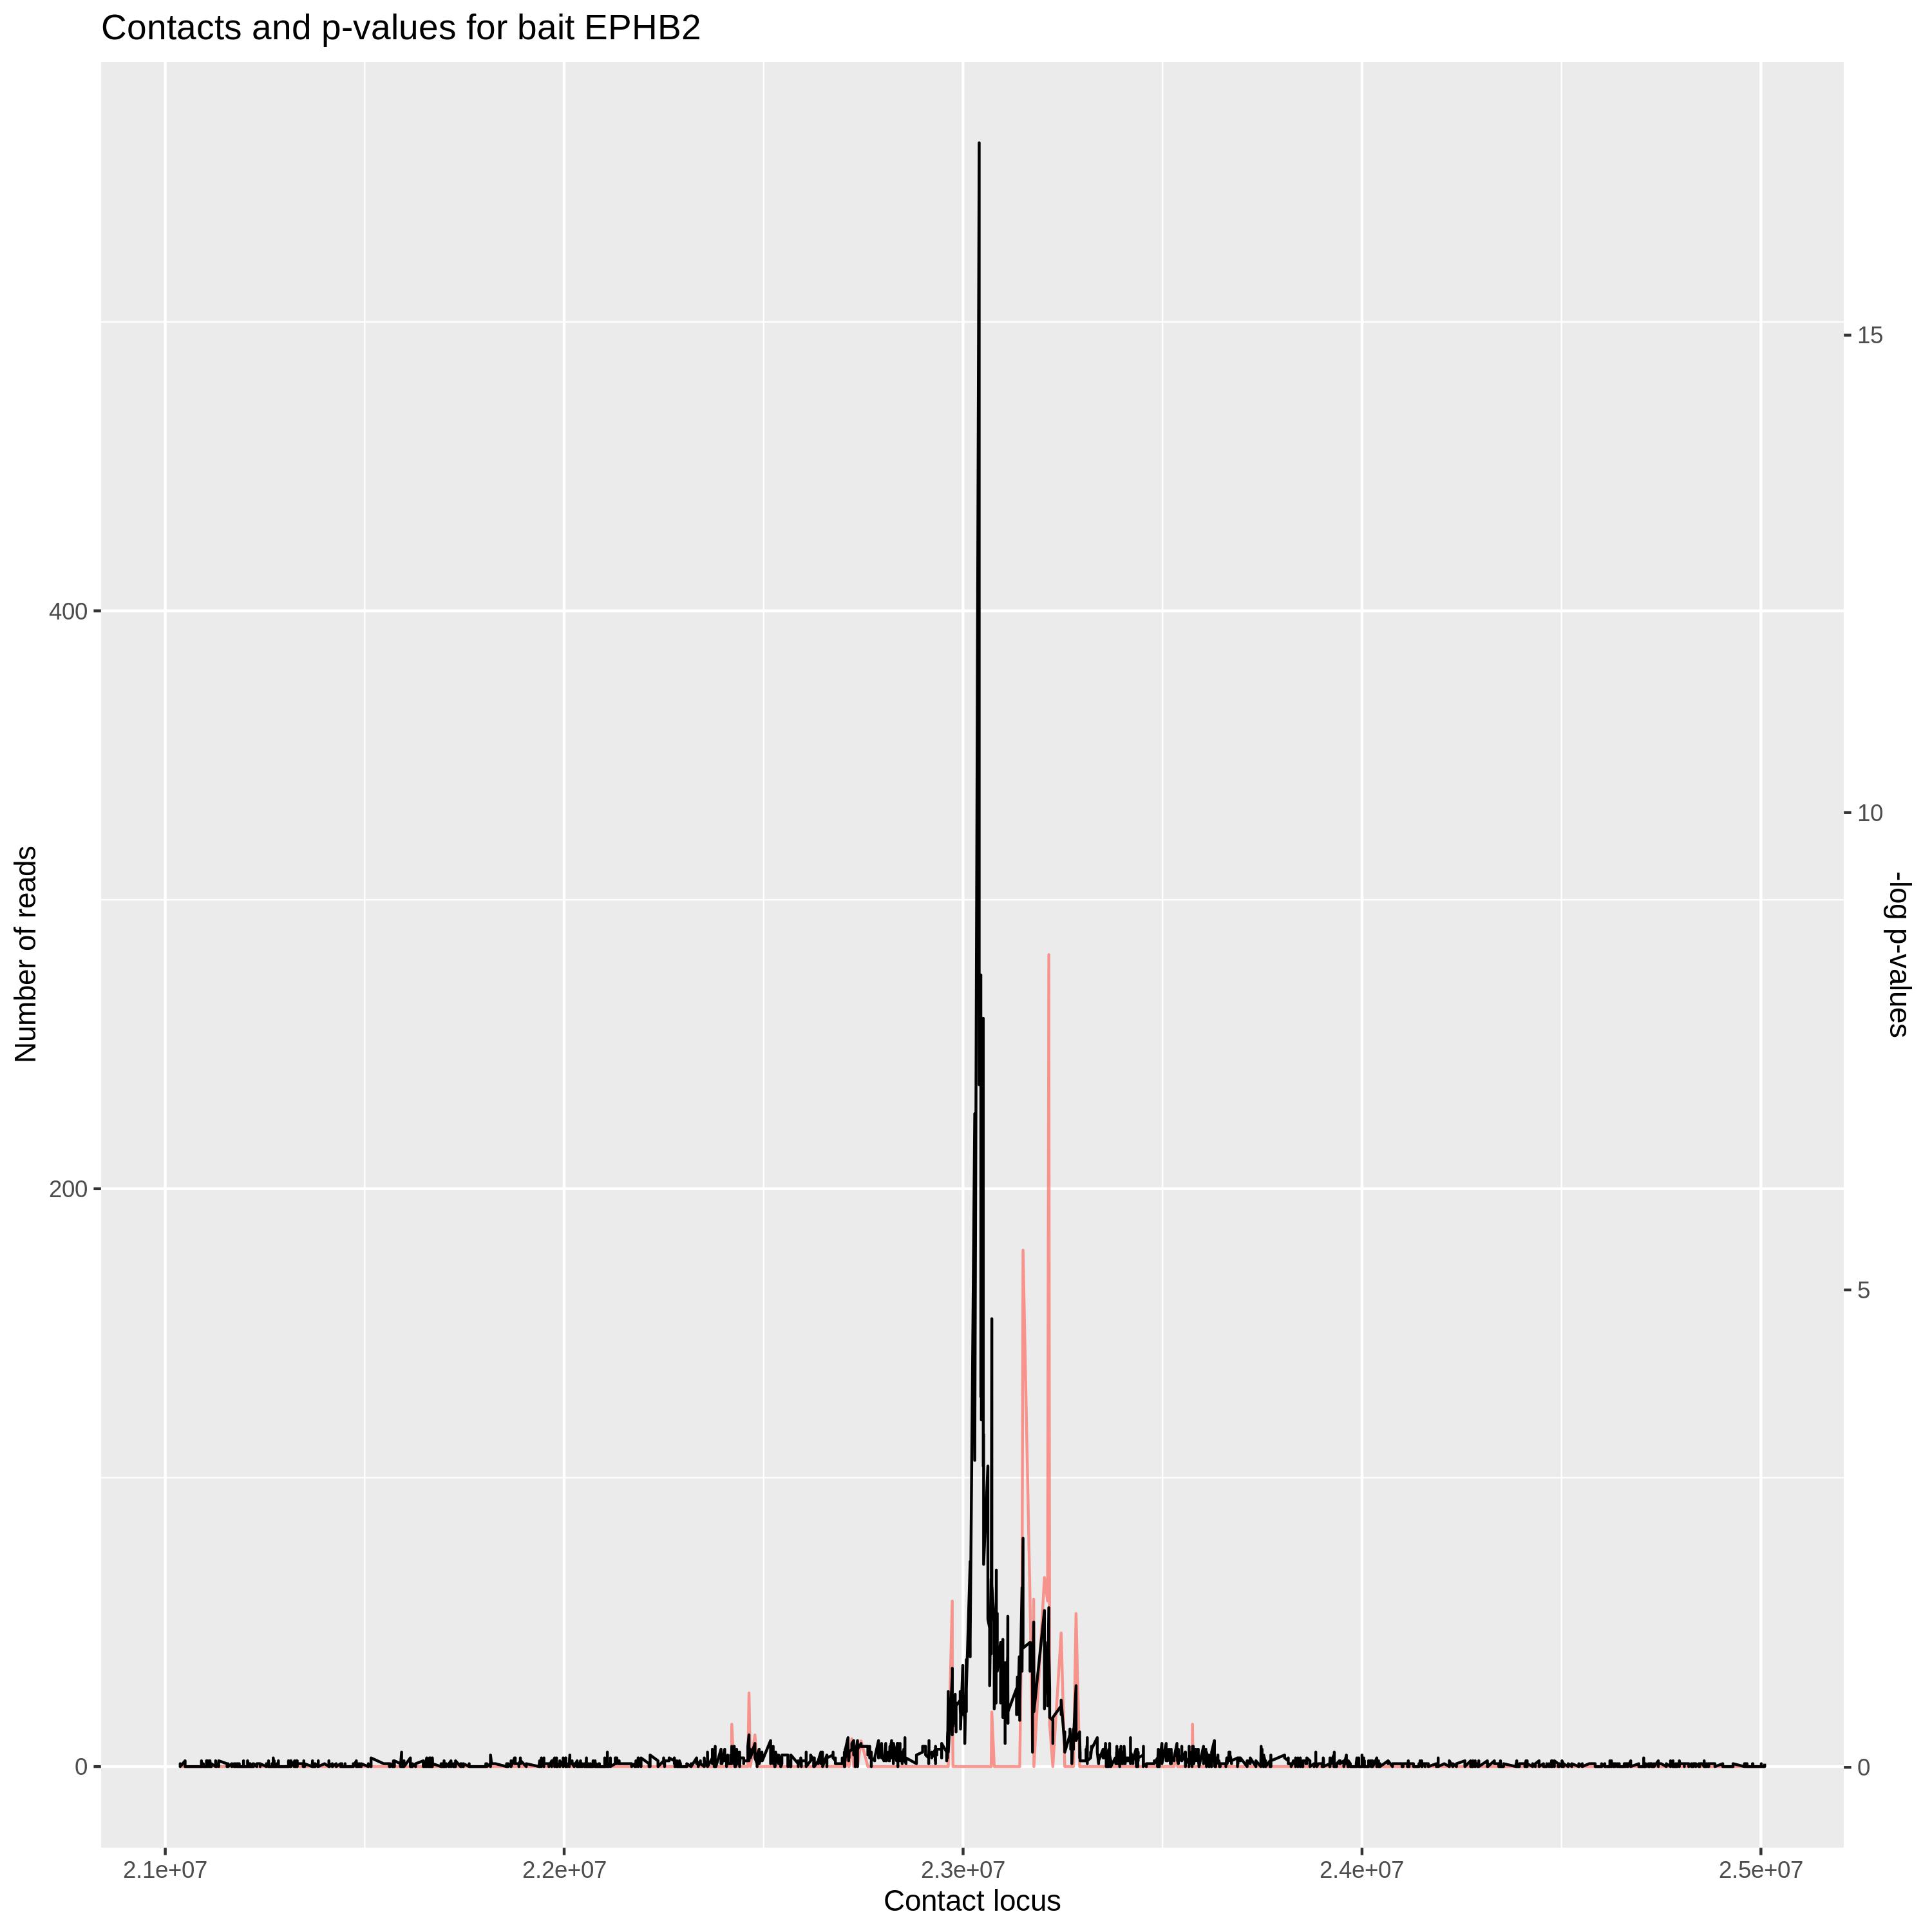 Contacts and p-values for bait EPHB2
Number of reads
400
200
0
15
10
5
0
-log p-values
2.1e+07 2.2e+07 2.3e+07 2.4e+07 2.5e+07
Contact locus